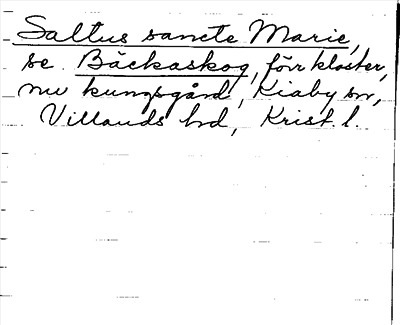 Saltus sancte Marie,
se Bäckaskog, förr kloster,
nu kungsgård, Kiaby sn,
Villands hd, Krist. l.